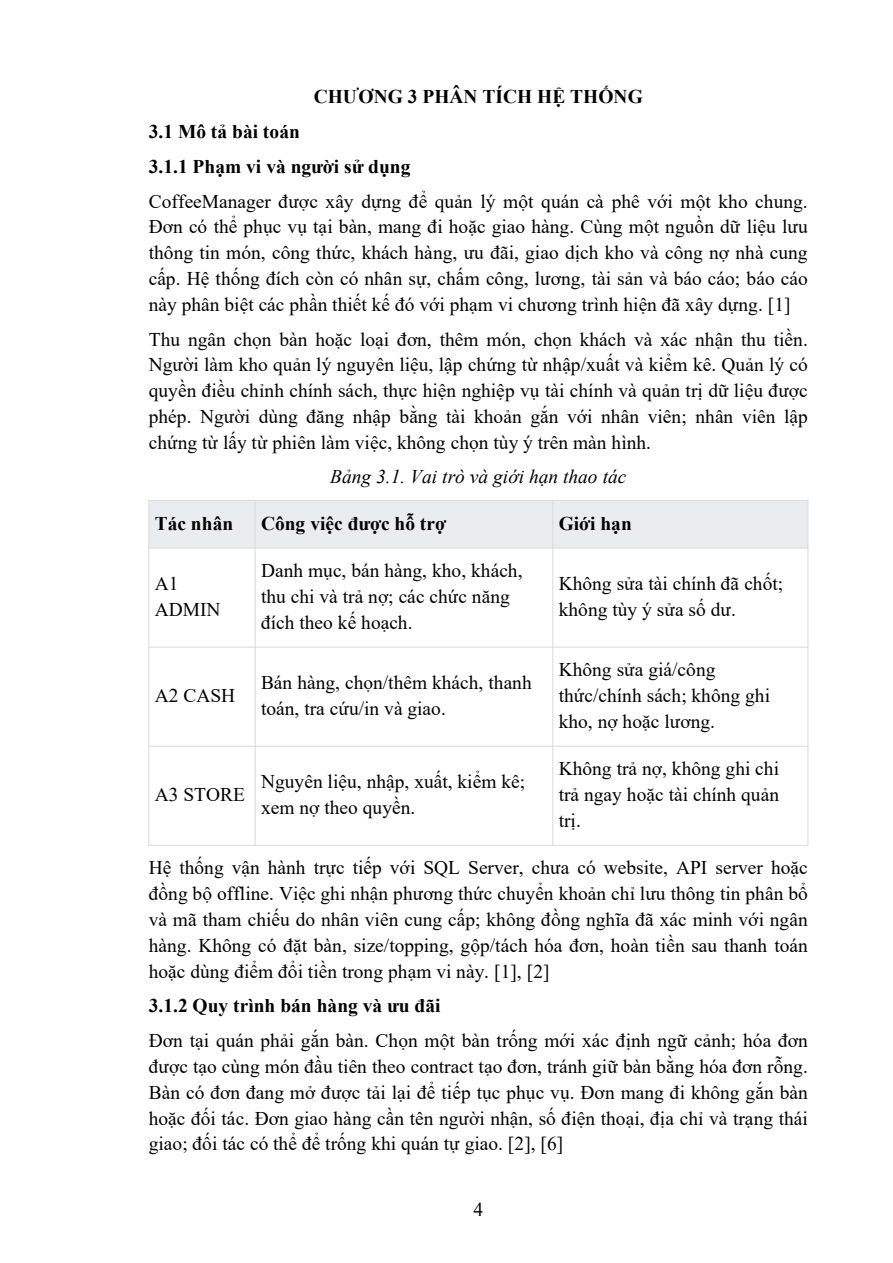 CHƯƠNG 3 PHÂN TÍCH HỆ THỐNG
3.1 Mô tả bài toán
3.1.1 Phạm vi và người sử dụng
CoffeeManager được xây dựng để quản lý một quán cà phê với một kho chung.
Đơn có thể phục vụ tại bàn, mang đi hoặc giao hàng. Cùng một nguồn dữ liệu lưu
thông tin món, công thức, khách hàng, ưu đãi, giao dịch kho và công nợ nhà cung
cấp. Hệ thống đích còn có nhân sự, chấm công, lương, tài sản và báo cáo; báo cáo
này phân biệt các phần thiết kế đó với phạm vi chương trình hiện đã xây dựng. [1]
Thu ngân chọn bàn hoặc loại đơn, thêm món, chọn khách và xác nhận thu tiền.
Người làm kho quản lý nguyên liệu, lập chứng từ nhập/xuất và kiểm kê. Quản lý có
quyền điều chỉnh chính sách, thực hiện nghiệp vụ tài chính và quản trị dữ liệu được
phép. Người dùng đăng nhập bằng tài khoản gắn với nhân viên; nhân viên lập
chứng từ lấy từ phiên làm việc, không chọn tùy ý trên màn hình.
Bảng 3.1. Vai trò và giới hạn thao tác
Tác nhân Công việc được hỗ trợ Giới hạn
A1
ADMIN
Danh mục, bán hàng, kho, khách,
thu chi và trả nợ; các chức năng
đích theo kế hoạch.
Không sửa tài chính đã chốt;
không tùy ý sửa số dư.
A2 CASH
Bán hàng, chọn/thêm khách, thanh
toán, tra cứu/in và giao.
Không sửa giá/công
thức/chính sách; không ghi
kho, nợ hoặc lương.
A3 STORE
Nguyên liệu, nhập, xuất, kiểm kê;
xem nợ theo quyền.
Không trả nợ, không ghi chi
trả ngay hoặc tài chính quản
trị.
Hệ thống vận hành trực tiếp với SQL Server, chưa có website, API server hoặc
đồng bộ offline. Việc ghi nhận phương thức chuyển khoản chỉ lưu thông tin phân bổ
và mã tham chiếu do nhân viên cung cấp; không đồng nghĩa đã xác minh với ngân
hàng. Không có đặt bàn, size/topping, gộp/tách hóa đơn, hoàn tiền sau thanh toán
hoặc dùng điểm đổi tiền trong phạm vi này. [1], [2]
3.1.2 Quy trình bán hàng và ưu đãi
Đơn tại quán phải gắn bàn. Chọn một bàn trống mới xác định ngữ cảnh; hóa đơn
được tạo cùng món đầu tiên theo contract tạo đơn, tránh giữ bàn bằng hóa đơn rỗng.
Bàn có đơn đang mở được tải lại để tiếp tục phục vụ. Đơn mang đi không gắn bàn
hoặc đối tác. Đơn giao hàng cần tên người nhận, số điện thoại, địa chỉ và trạng thái
giao; đối tác có thể để trống khi quán tự giao. [2], [6]
4